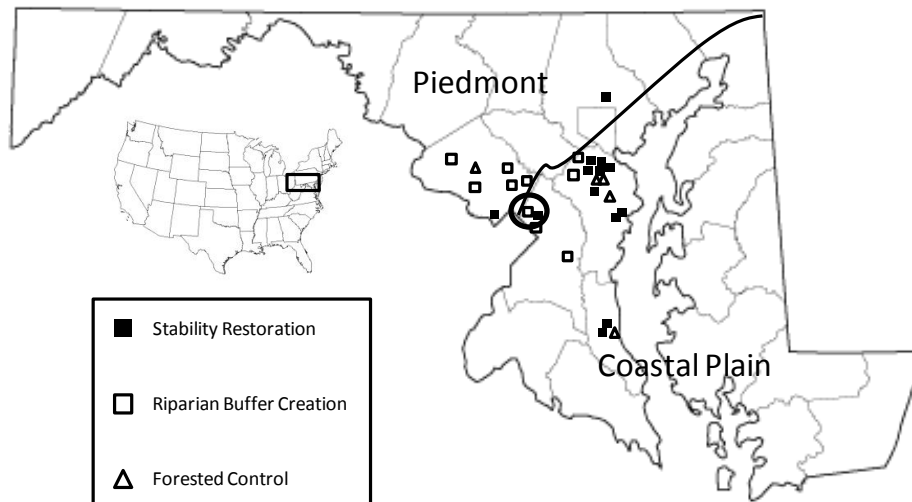 Piedmont
Coastal Plain
Stability Restoration
Riparian Buffer Creation
Forested Control